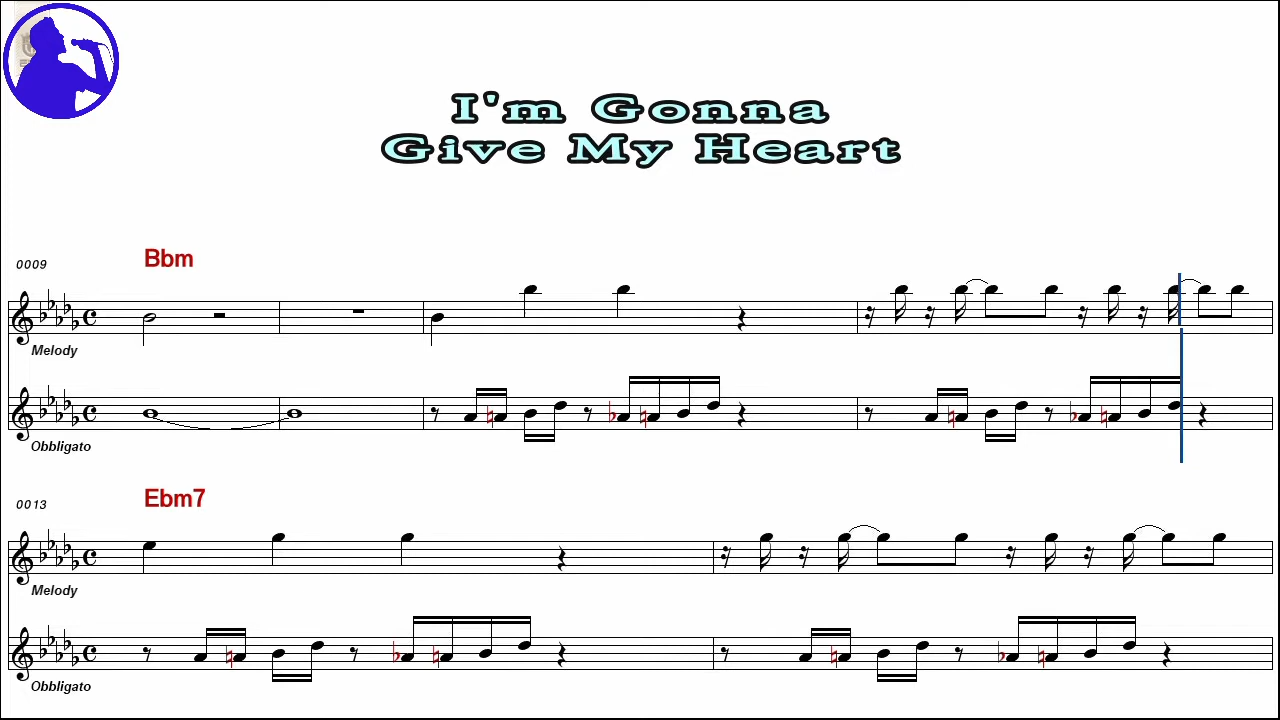 I'm Gonna
Give My Heart
0009
Bbm
Melody
Obbligato
0013
Ebm7
Melody
Obbligato